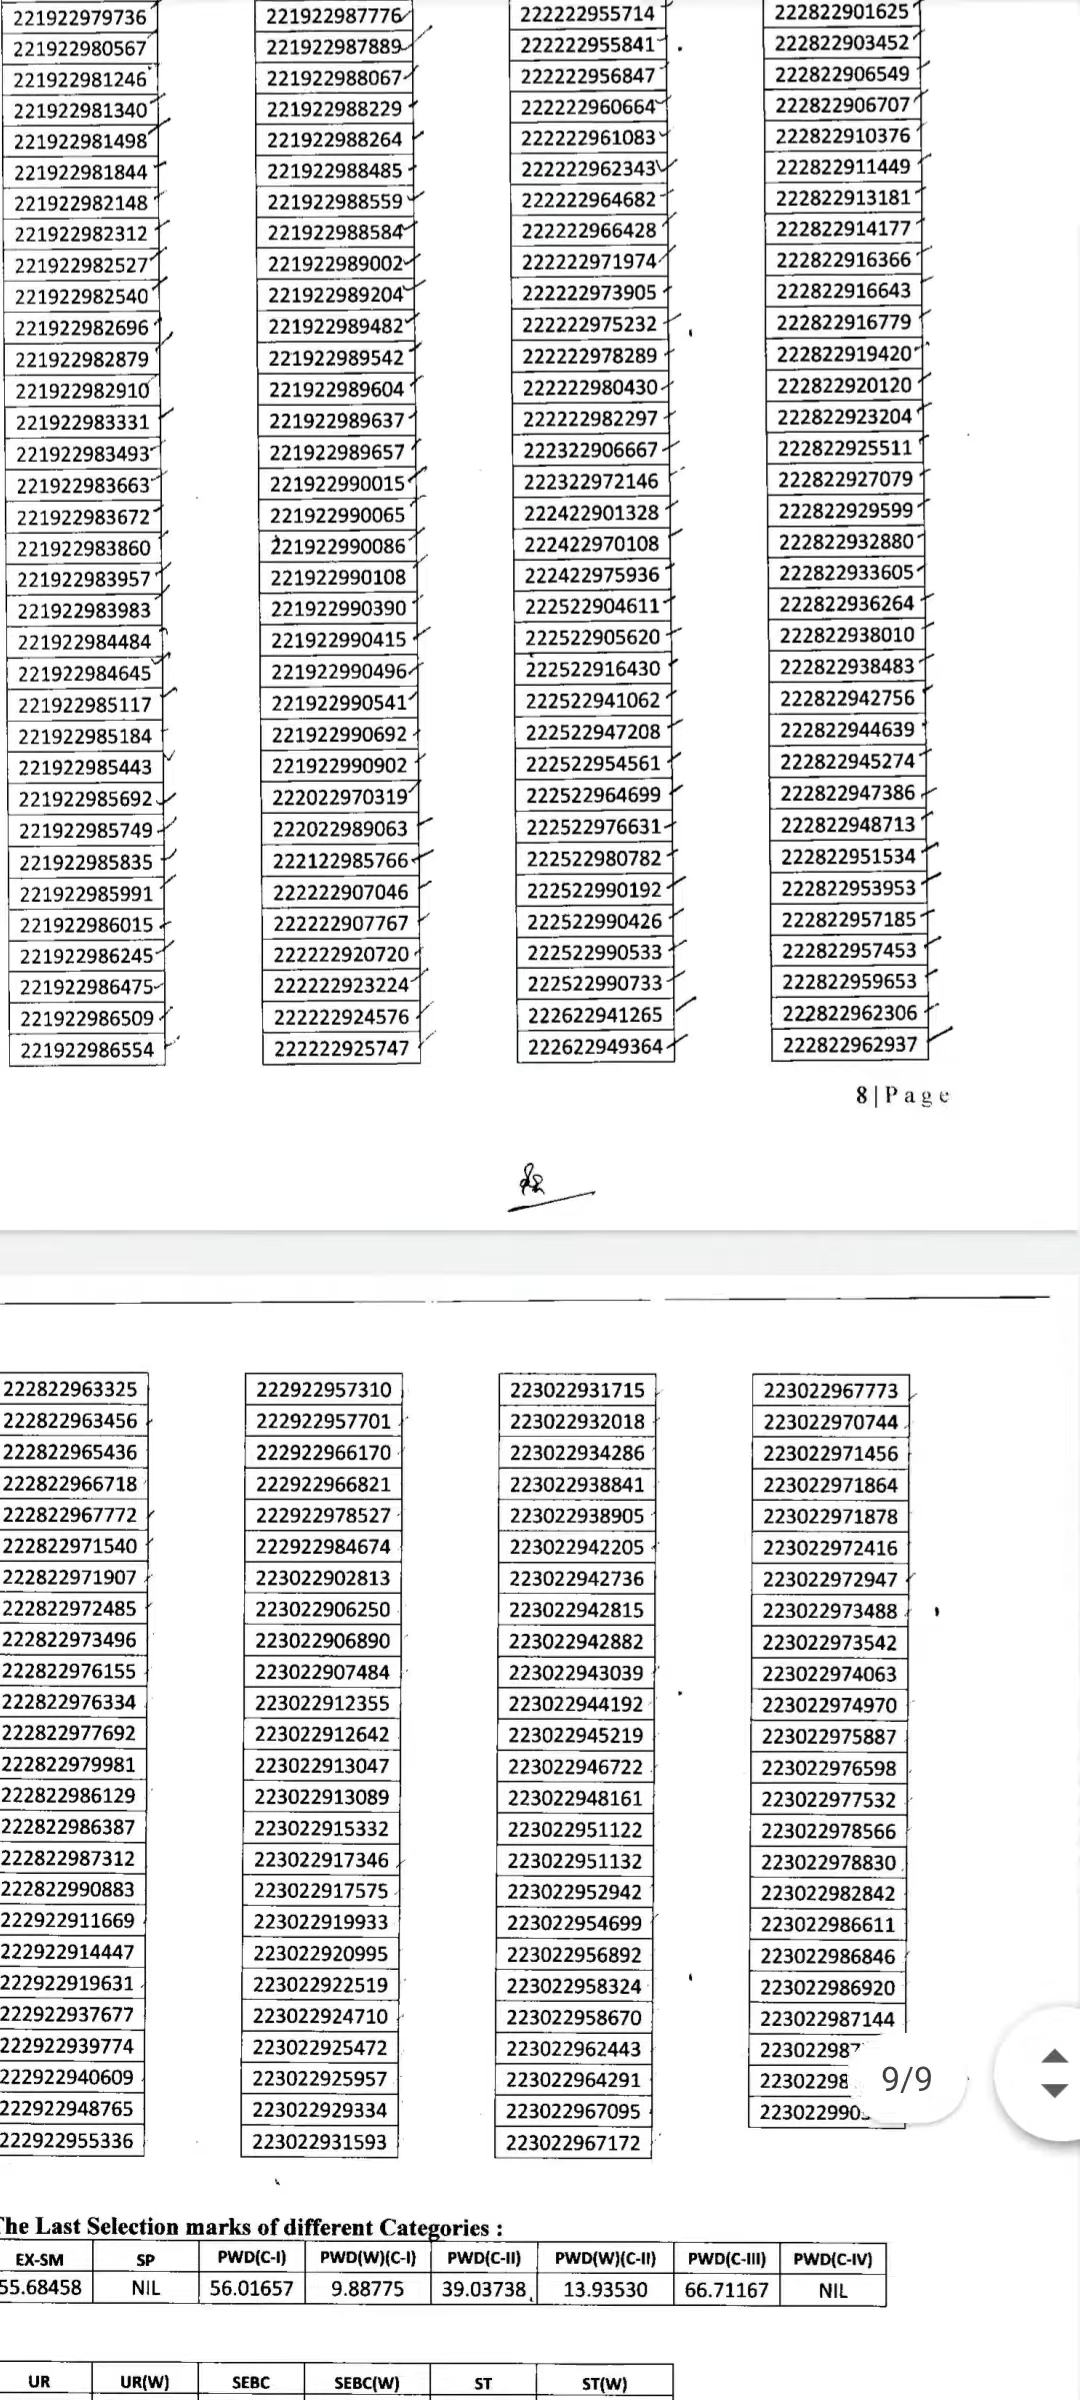 221922979736 221922987776 222222955714 222822901625
221922980567 221922987889 222222955841 222822903452
221922981246 221922988067 222222956847 222822906549
221922981340 221922988229 222222960664 222822906707
221922981498 221922988264 222222961083 222822910376
221922981844 221922988485 222222962343 222822911449
221922982148 221922988559 222222964682 222822913181
221922982312 221922988584 222222966428 222822914177
221922982527 221922989002 222222971974 222822916366
221922982540 221922989204 222222973905 222822916643
221922982696 221922989482 222222975232 222822916779
221922982879 221922989542 222222978289 222822919420
221922982910 221922989604 222222980430 222822920120
221922983331 221922989637 222222982297 222822923204
221922983493 221922989657 222322906667 222822925511
221922983663 221922990015 222322972146 222822927079
221922983672 221922990065 222422901328 222822929599
221922983860 221922990086 222422970108 222822932880
221922983957 221922990108 222422975936 222822933605
221922983983 221922990390 222522904611 222822936264
221922984484 221922990415 222522905620 222822938010
221922984645 221922990496 222522916430 222822938483
221922985117 221922990541 222522941062 222822942756
221922985184 221922990692 222522947208 222822944639
221922985443 221922990902 222522954561 222822945274
221922985692 222022970319 222522964699 222822947386
221922985749 222022989063 222522976631 222822948713
221922985835 222122985766 222522980782 222822951534
221922985991 222222907046 222522990192 222822953953
221922986015 222222907767 222522990426 222822957185
221922986245 222222920720 222522990533 222822957453
221922986475 222222923224 222522990733 222822959653
221922986509 222222924576 222622941265 222822962306
221922986554 222222925747 222622949364 222822962937
8|Page
222822963325 222922957310 223022931715 223022967773
222822963456 222922957701 223022932018 223022970744
222822965436 222922966170 223022934286 223022971456
222822966718 222922966821 223022938841 223022971864
222822967772 222922978527 223022938905 223022971878
222822971540 222922984674 223022942205 223022972416
222822971907 223022902813 223022942736 223022972947
222822972485 223022906250 223022942815 223022973488
222822973496 223022906890 223022942882 223022973542
222822976155 223022907484 223022943039 223022974063
222822976334 223022912355 223022944192 223022974970
222822977692 223022912642 223022945219 223022975887
222822979981 223022913047 223022946722 223022976598
222822986129 223022913089 223022948161 223022977532
222822986387 223022915332 223022951122 223022978566
222822987312 223022917346 223022951132 223022978830
222822990883 223022917575 223022952942 223022982842
222922911669 223022919933 223022954699 223022986611
222922914447 223022920995 223022956892 223022986846
222922919631 223022922519 223022958324 223022986920
222922937677 223022924710 223022958670 223022987144
222922939774 223022925472 223022962443
222922940609 223022925957 223022964291 9/9
222922948765 223022929334 223022967095
222922955336 223022931593 223022967172
The Last Selection marks of different Categories :
EX-SM SP PWD(C-I) PWD(W)(C-I) PWD(C-II) PWD(W)(C-II) PWD(C-III) PWD(C-IV)
55.68458 NIL 56.01657 9.88775 39.03738 13.93530 66.71167 NIL
UR UR(W) SEBC SEBC(W) ST ST(W)